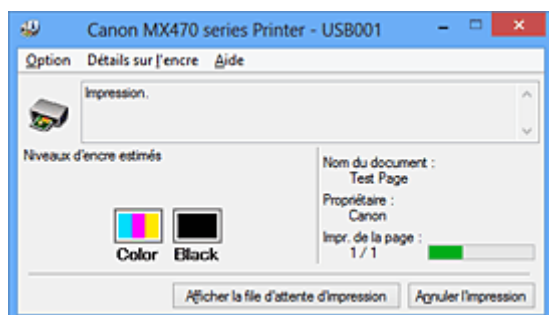 Canon MX470 series Printer - USB001
Option Détails sur l'encre Aide
Impression.
Niveaux d'encre estimés
Nom du document :
Test Page
Propriétaire :
Canon
Impr. de la page :
1 / 1
Color Black
Afficher la file d'attente d'impression Annuler l'impression